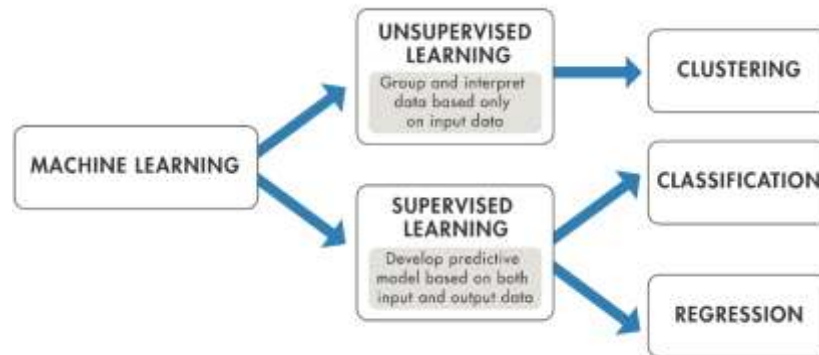 MACHINE LEARNING
UNSUPERVISED
LEARNING
Group and interpret
data based only
on input data
SUPERVISED
LEARNING
Develop predictive
model based on both
input and output data
CLUSTERING
CLASSIFICATION
REGRESSION